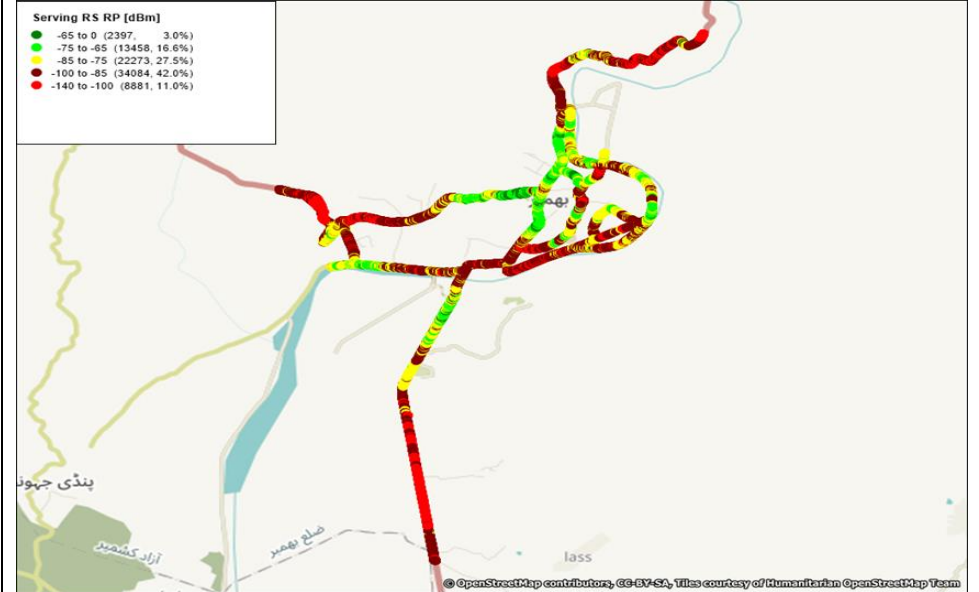 Serving RS RP [dBm]
-65 to 0 (2397, 3.0%)
-75 to -65 (13458, 16.6%)
-85 to -75 (22273, 27.5%)
-100 to -85 (34084, 42.0%)
-140 to -100 (8881, 11.0%)
ضلع بھمبر
آزاد کشمیر
lass
© OpenStreetMap contributors, CC-BY-SA, Tiles courtesy of Humanitarian OpenStreetMap Team